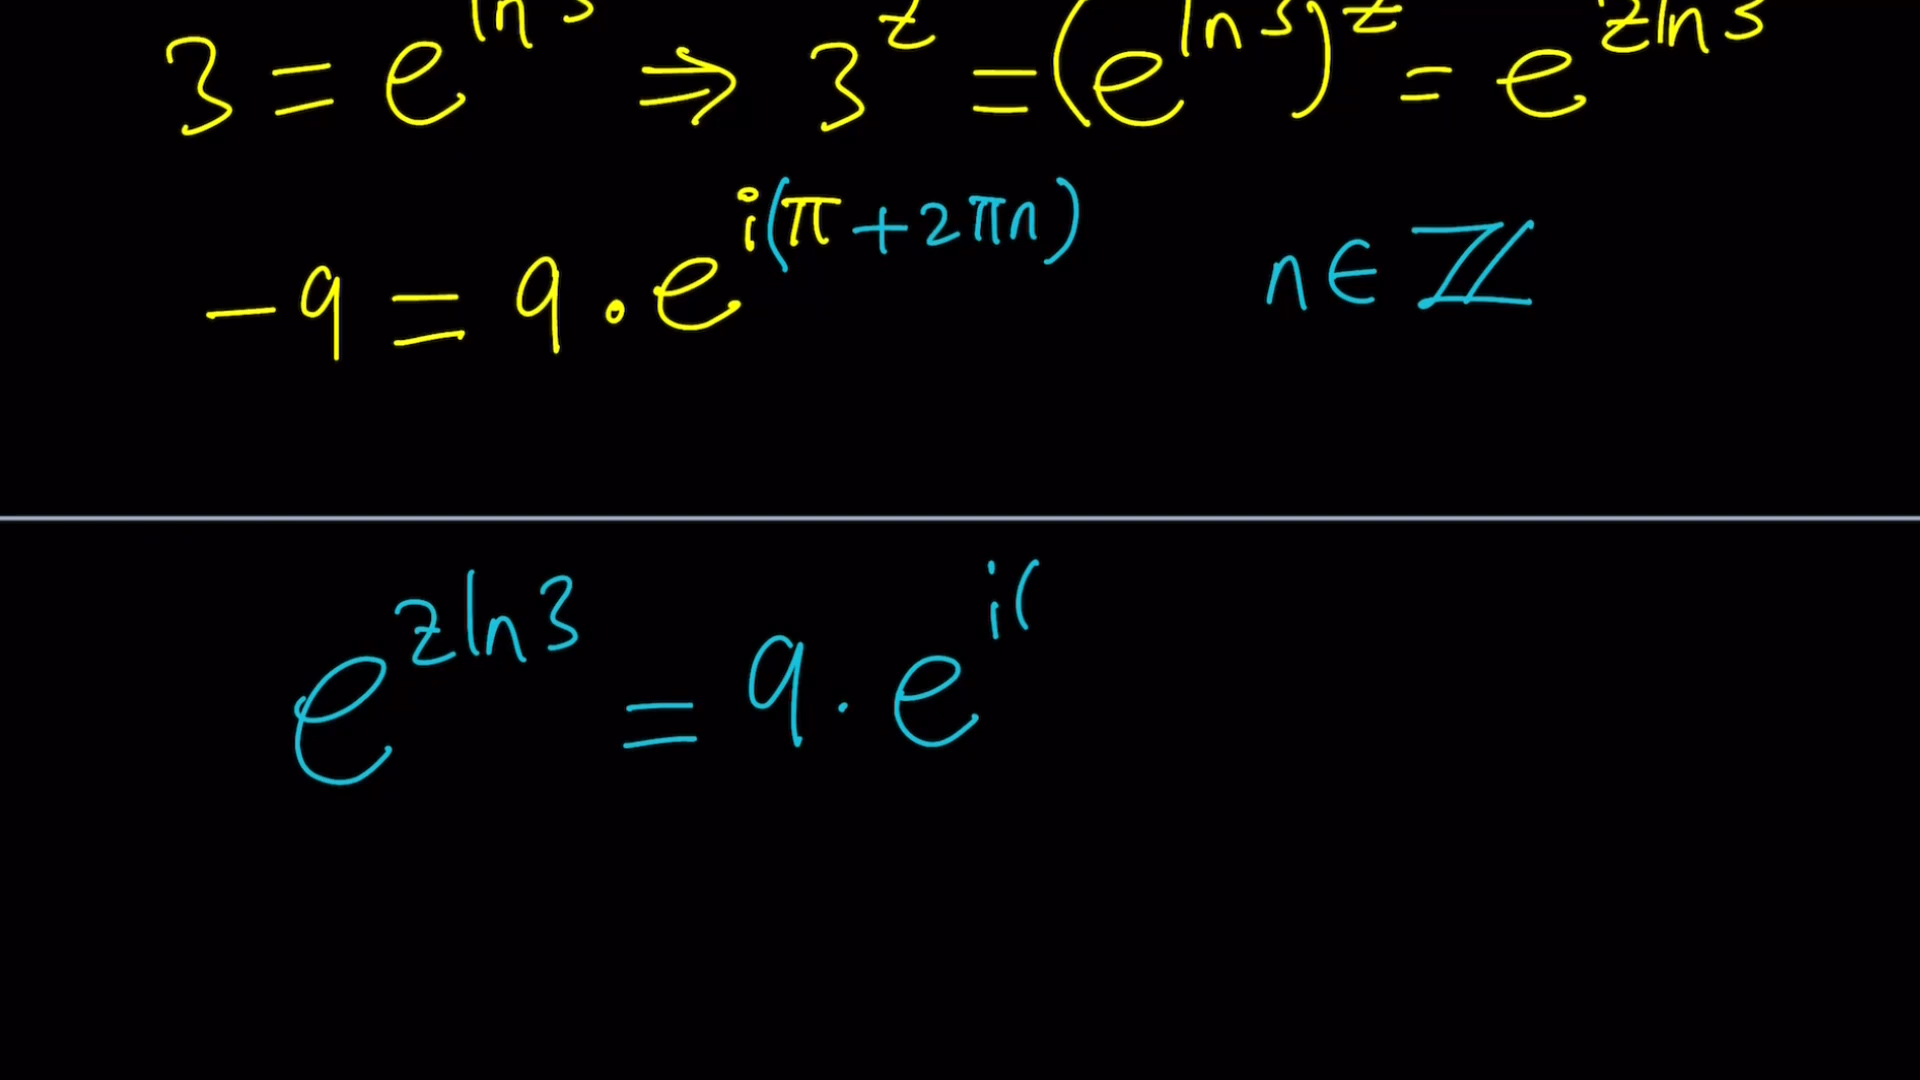 3 = e^{ln 3} ⇒ 3^z = (e^{ln 3})^z = e^{z ln 3}
-9 = 9 · e^{i(π + 2πn)} n ∈ ℤ
e^{z ln 3} = 9 · e^{i(